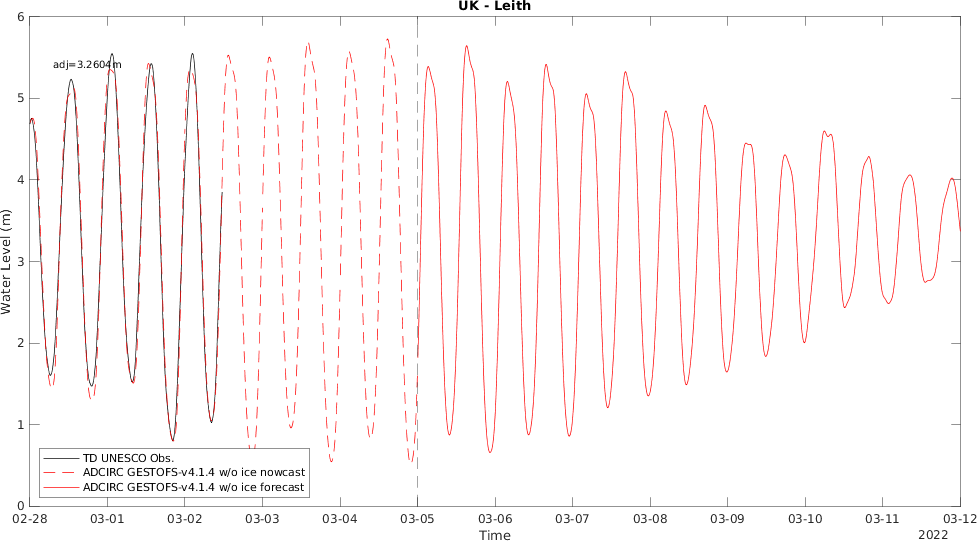 UK - Leith
6
5
4
3
2
1
0
Water Level (m)
adj=3.2604m
TD UNESCO Obs.
ADCIRC GESTOFS-v4.1.4 w/o ice nowcast
ADCIRC GESTOFS-v4.1.4 w/o ice forecast
02-28 03-01 03-02 03-03 03-04 03-05 03-06 03-07 03-08 03-09 03-10 03-11 03-12
Time
2022